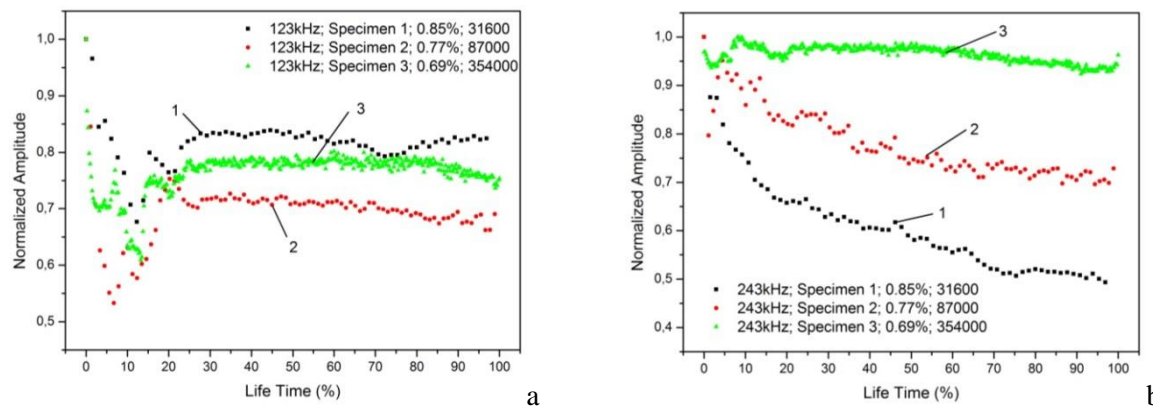 123kHz; Specimen 1; 0.85%; 31600
123kHz; Specimen 2; 0.77%; 87000
123kHz; Specimen 3; 0.69%; 354000
1,0
0,9
0,8
0,7
0,6
0,5
Normalized Amplitude
1
3
2
0 10 20 30 40 50 60 70 80 90 100
Life Time (%)
a
1,0
0,9
0,8
0,7
0,6
0,5
0,4
Normalized Amplitude
3
2
1
243kHz; Specimen 1; 0.85%; 31600
243kHz; Specimen 2; 0.77%; 87000
243kHz; Specimen 3; 0.69%; 354000
0 10 20 30 40 50 60 70 80 90 100
Life Time (%)
b